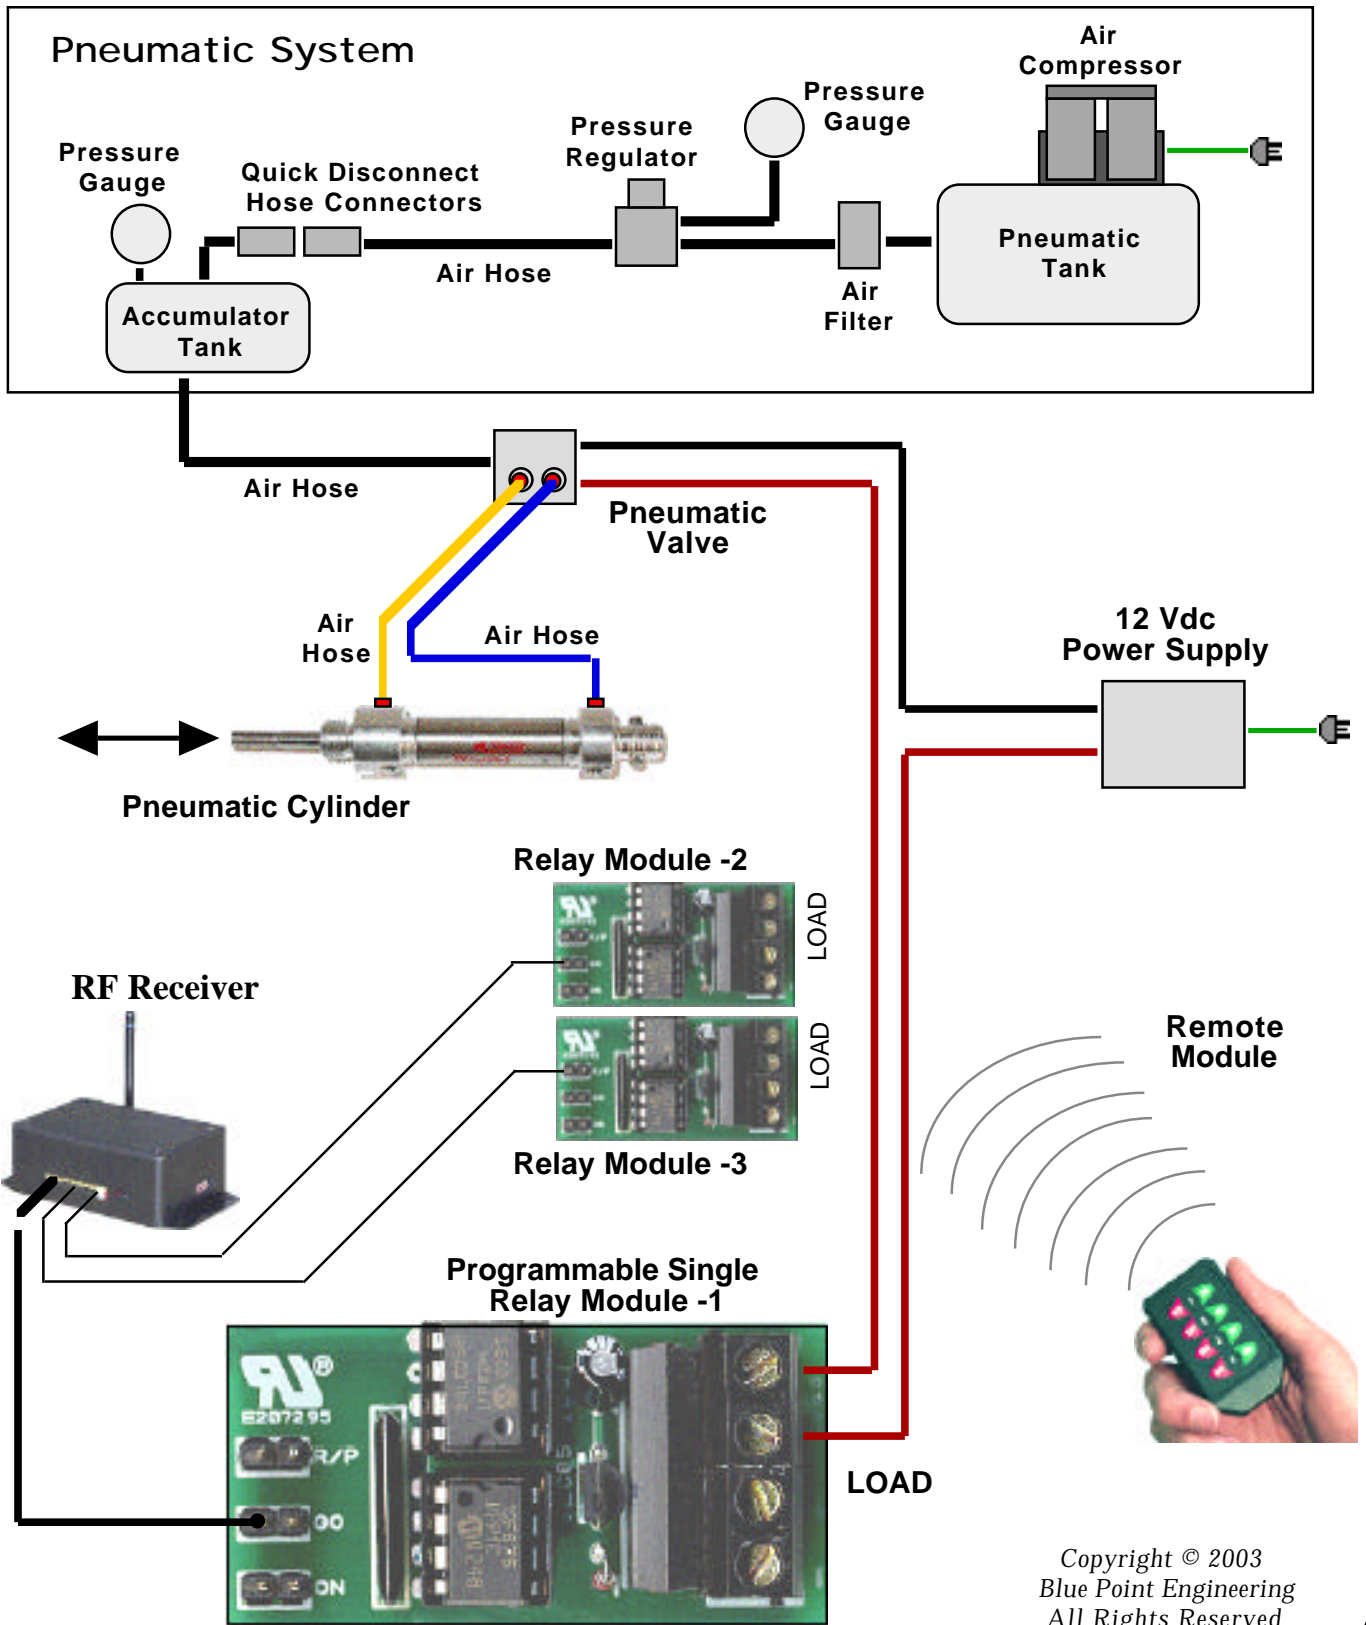 Pneumatic System
Air
Compressor
Pressure
Gauge
Pressure
Regulator
Pressure
Gauge
Quick Disconnect
Hose Connectors
Pneumatic
Tank
Air Hose
Air
Filter
Accumulator
Tank
Air Hose
Pneumatic
Valve
Air
Hose
Air Hose
12 Vdc
Power Supply
Pneumatic Cylinder
Relay Module -2
LOAD
RF Receiver
LOAD
Remote
Module
Relay Module -3
Programmable Single
Relay Module -1
®
E207295
R/P
GO
ON
LOAD
Copyright © 2003
Blue Point Engineering
All Rights Reserved